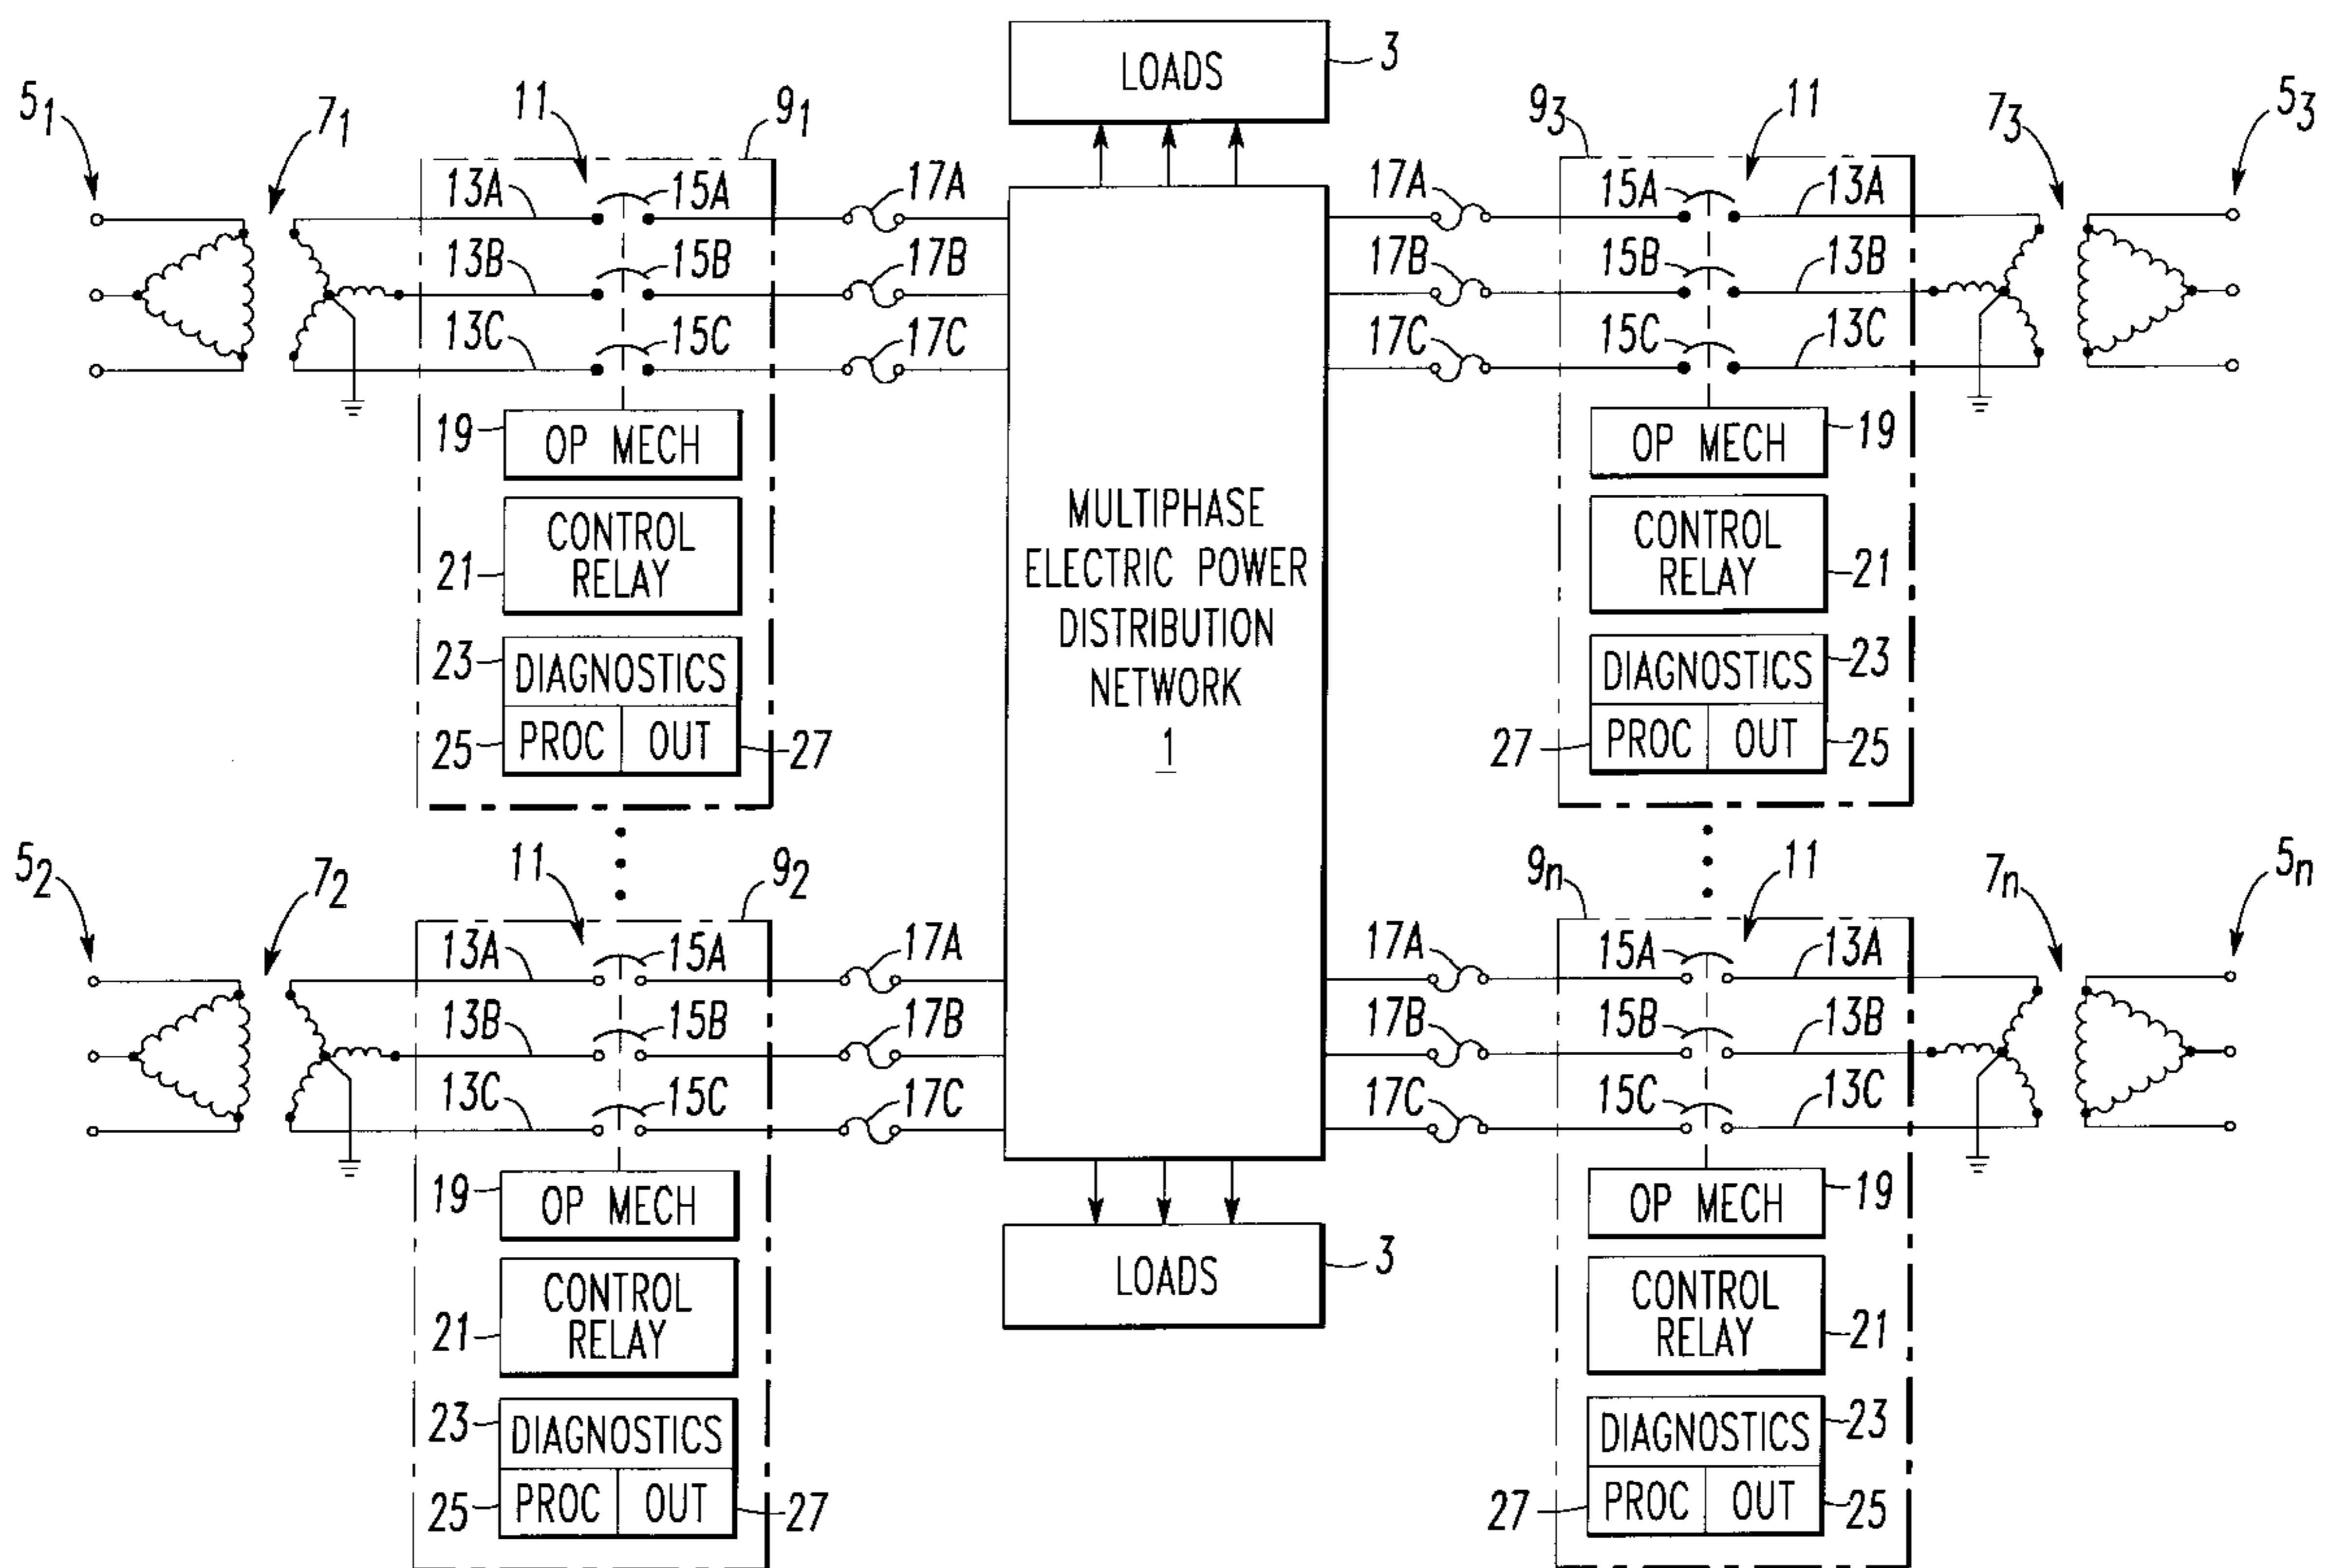 LOADS 3
5₁ 7₁ 11 9₁ 9₃ 11 7₃ 5₃
13A 15A 17A 17A 15A 13A
13B 15B 17B 17B 15B 13B
13C 15C 17C 17C 15C 13C
19 OP MECH
21 CONTROL
RELAY
23 DIAGNOSTICS
25 PROC OUT 27
MULTIPHASE
ELECTRIC POWER
DISTRIBUTION
NETWORK
1
OP MECH 19
CONTROL
RELAY 21
DIAGNOSTICS 23
27 PROC OUT 25
5₂ 7₂ 11 9₂ 9ₙ 11 7ₙ 5ₙ
13A 15A 17A 17A 15A 13A
13B 15B 17B 17B 15B 13B
13C 15C 17C 17C 15C 13C
19 OP MECH
21 CONTROL
RELAY
23 DIAGNOSTICS
25 PROC OUT 27
LOADS 3
OP MECH 19
CONTROL
RELAY 21
DIAGNOSTICS 23
27 PROC OUT 25